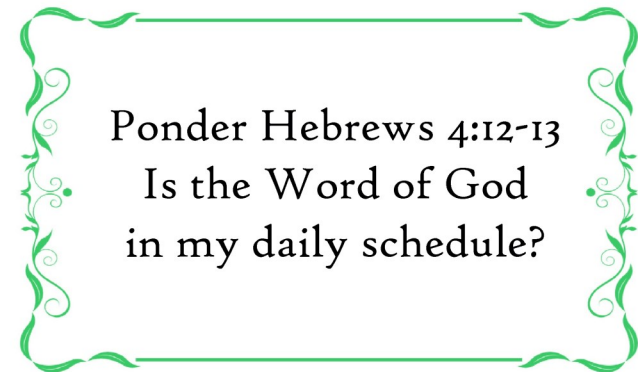 Ponder Hebrews 4:12-13
Is the Word of God
in my daily schedule?